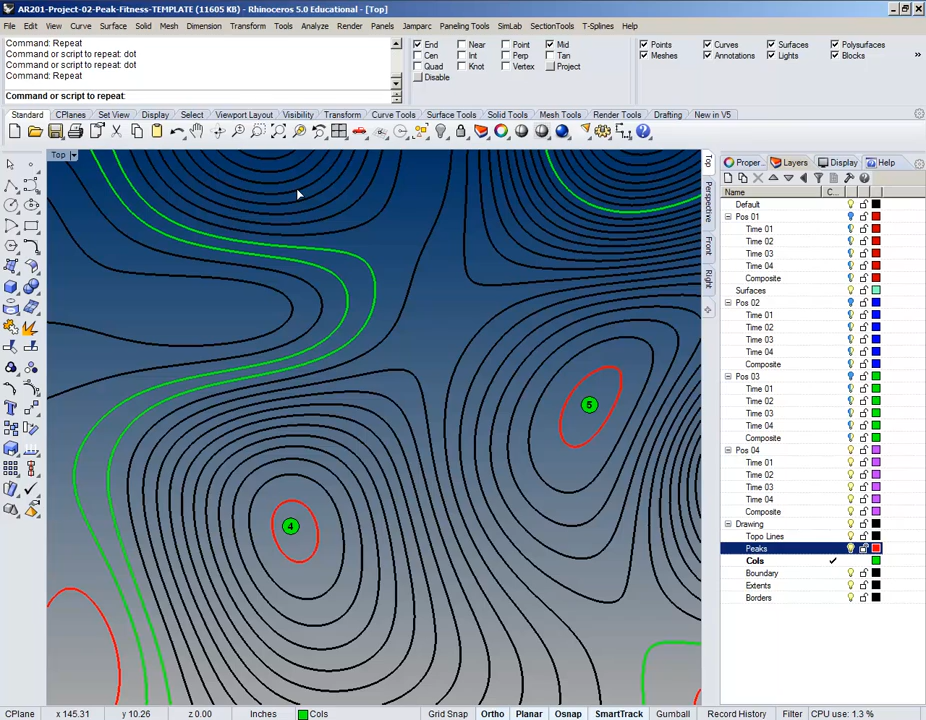 AR201-Project-02-Peak-Fitness-TEMPLATE (11605 KB) - Rhinoceros 5.0 Educational - [Top]
File Edit View Curve Surface Solid Mesh Dimension Transform Tools Analyze Render Panels Jamparc Paneling Tools SimLab SectionTools T-Splines Help
Command: Repeat
Command or script to repeat: dot
Command or script to repeat: dot
Command: Repeat
Command or script to repeat:
End Near Point Mid
Cen Int Perp Tan
Quad Knot Vertex Project
Disable
Points Curves Surfaces Polysurfaces
Meshes Annotations Lights Blocks
Standard CPlanes Set View Display Select Viewport Layout Visibility Transform Curve Tools Surface Tools Solid Tools Mesh Tools Render Tools Drafting New in V5
Top
Top
Perspective
Front
Right
4
5
Proper... Layers Display Help
Name C...
Default
Pos 01
Time 01
Time 02
Time 03
Time 04
Composite
Surfaces
Pos 02
Time 01
Time 02
Time 03
Time 04
Composite
Pos 03
Time 01
Time 02
Time 03
Time 04
Composite
Pos 04
Time 01
Time 02
Time 03
Time 04
Composite
Drawing
Topo Lines
Peaks
Cols
Boundary
Extents
Borders
CPlane x 145.31 y 10.26 z 0.00 Inches Cols Grid Snap Ortho Planar Osnap SmartTrack Gumball Record History Filter CPU use: 1.3 %